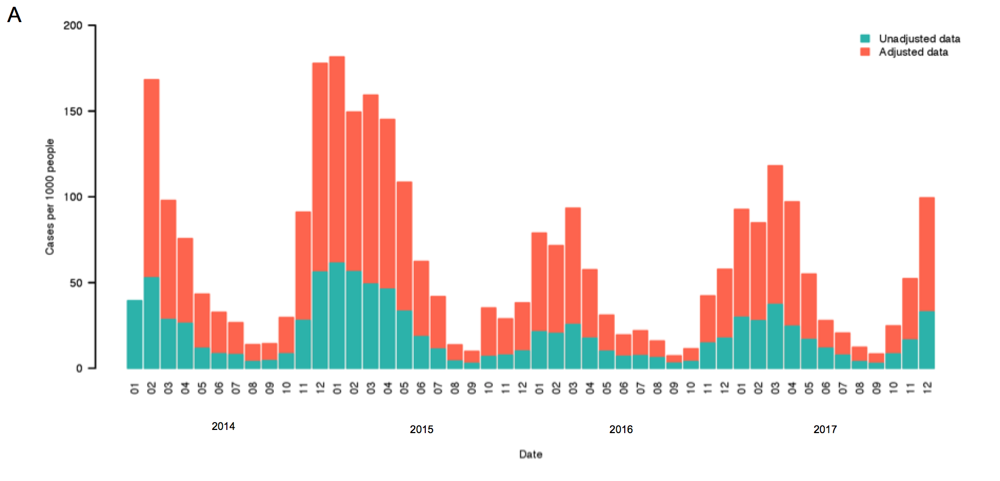 A
200
150
100
50
0
Cases per 1000 people
Unadjusted data
Adjusted data
01 02 03 04 05 06 07 08 09 10 11 12 01 02 03 04 05 06 07 08 09 10 11 12 01 02 03 04 05 06 07 08 09 10 11 12 01 02 03 04 05 06 07 08 09 10 11 12
2014 2015 2016 2017
Date